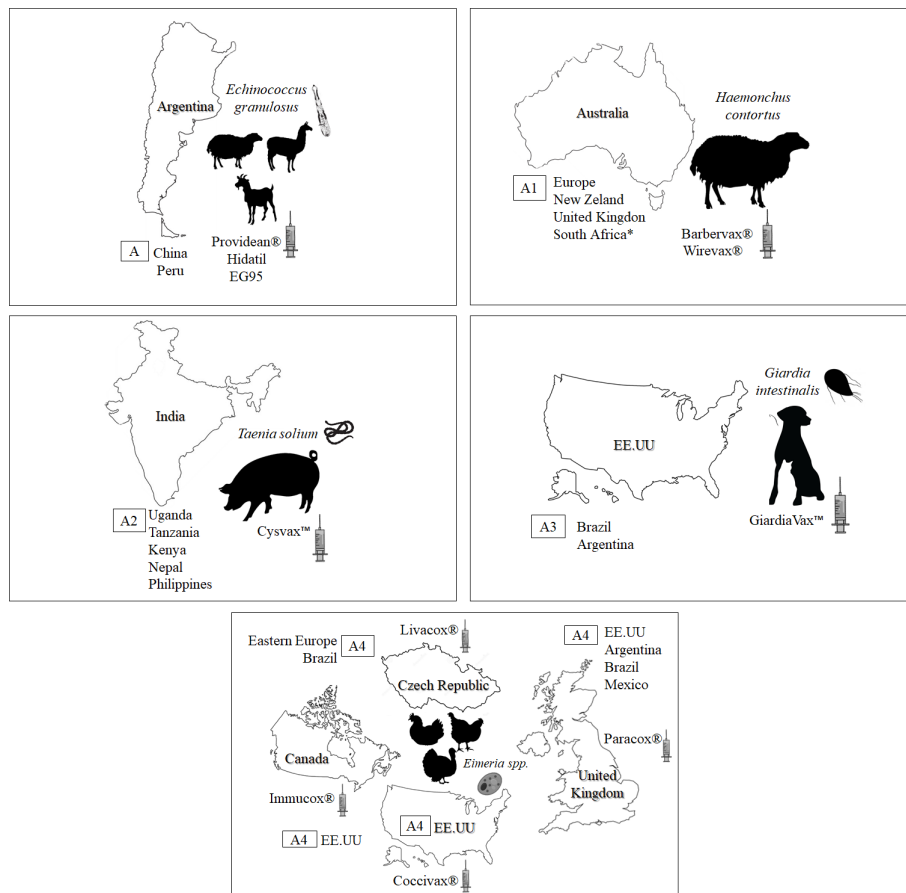 Argentina
Echinococcus
granulosus
A
China
Peru
Providean®
Hidatil
EG95
Australia
Haemonchus
contortus
A1
Europe
New Zeland
United Kingdon
South Africa*
Barbervax®
Wirevax®
India
Taenia solium
A2
Uganda
Tanzania
Kenya
Nepal
Philippines
Cysvax™
EE.UU
Giardia
intestinalis
A3
Brazil
Argentina
GiardiaVax™
Eastern Europe
Brazil
A4
Livacox®
Czech Republic
A4
EE.UU
Argentina
Brazil
Mexico
Canada
Eimeria spp.
Paracox®
United
Kingdom
Immucox®
A4 EE.UU
A4 EE.UU
Coccivax®